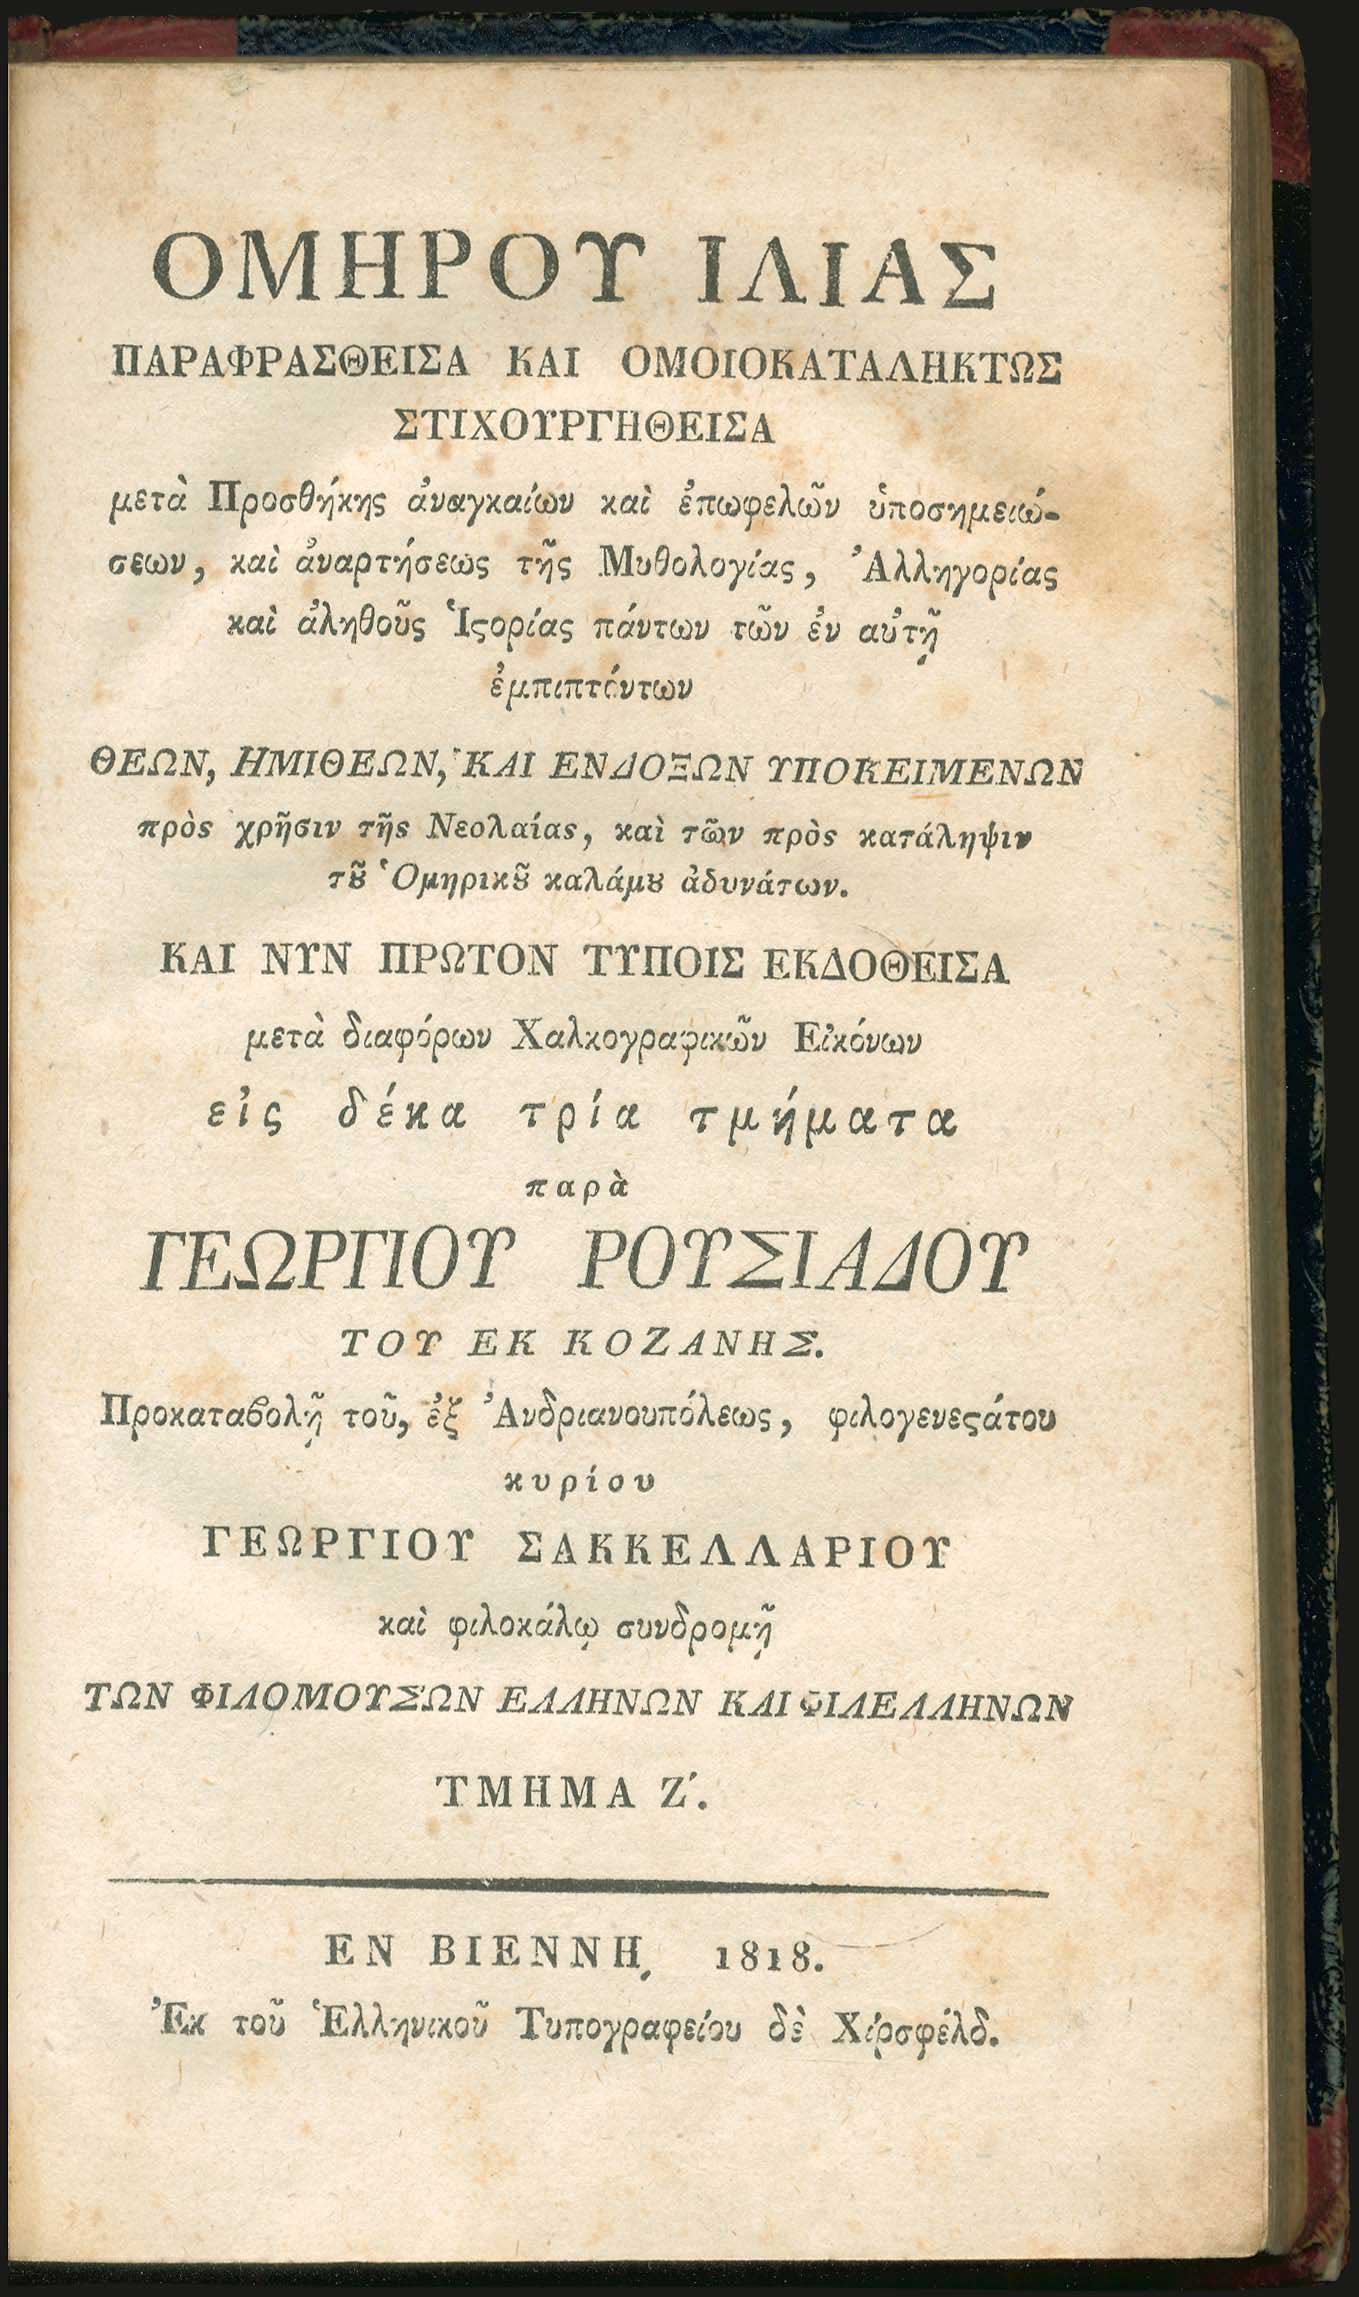 ΟΜΗΡΟΥ ΙΛΙΑΣ
ΠΑΡΑΦΡΑΣΘΕΙΣΑ ΚΑΙ ΟΜΟΙΟΚΑΤΑΛΗΚΤΩΣ
ΣΤΙΧΟΥΡΓΗΘΕΙΣΑ
μετὰ Προσθήκης ἀναγκαίων καὶ ἐπωφελῶν ὑποσημειώ-
σεων, καὶ ἀναρτήσεως τῆς Μυθολογίας, Ἀλληγορίας
καὶ ἀληθοῦς Ἱϛορίας πάντων τῶν ἐν αὐτῇ
ἐμπιπτόντων
ΘΕΩΝ, ΗΜΙΘΕΩΝ, ΚΑΙ ΕΝΔΟΞΩΝ ΥΠΟΚΕΙΜΕΝΩΝ
πρὸς χρῆσιν τῆς Νεολαίας, καὶ τῶν πρὸς κατάληψιν
τȣ͂ Ὁμηρικȣ͂ καλάμȣ ἀδυνάτων.
ΚΑΙ ΝΥΝ ΠΡΩΤΟΝ ΤΥΠΟΙΣ ΕΚΔΟΘΕΙΣΑ
μετὰ διαφόρων Χαλκογραφικῶν Εἰκόνων
εἰς δέκα τρία τμήματα
παρὰ
ΓΕΩΡΓΙΟΥ ΡΟΥΣΙΑΔΟΥ
ΤΟΥ ΕΚ ΚΟΖΑΝΗΣ.
Προκαταβολῇ τοῦ, ἐξ Ἀνδριανουπόλεως, φιλογενεϛάτου
κυρίου
ΓΕΩΡΓΙΟΥ ΣΑΚΚΕΛΛΑΡΙΟΥ
καὶ φιλοκάλῳ συνδρομῇ
ΤΩΝ ΦΙΛΟΜΟΥΣΩΝ ΕΛΛΗΝΩΝ ΚΑΙ ΦΙΛΕΛΛΗΝΩΝ
ΤΜΗΜΑ Ζ΄.
ΕΝ ΒΙΕΝΝΗͺ 1818.
Ἐκ τοῦ Ἑλληνικοῦ Τυπογραφείου δὲ Χίρσφέλδ.